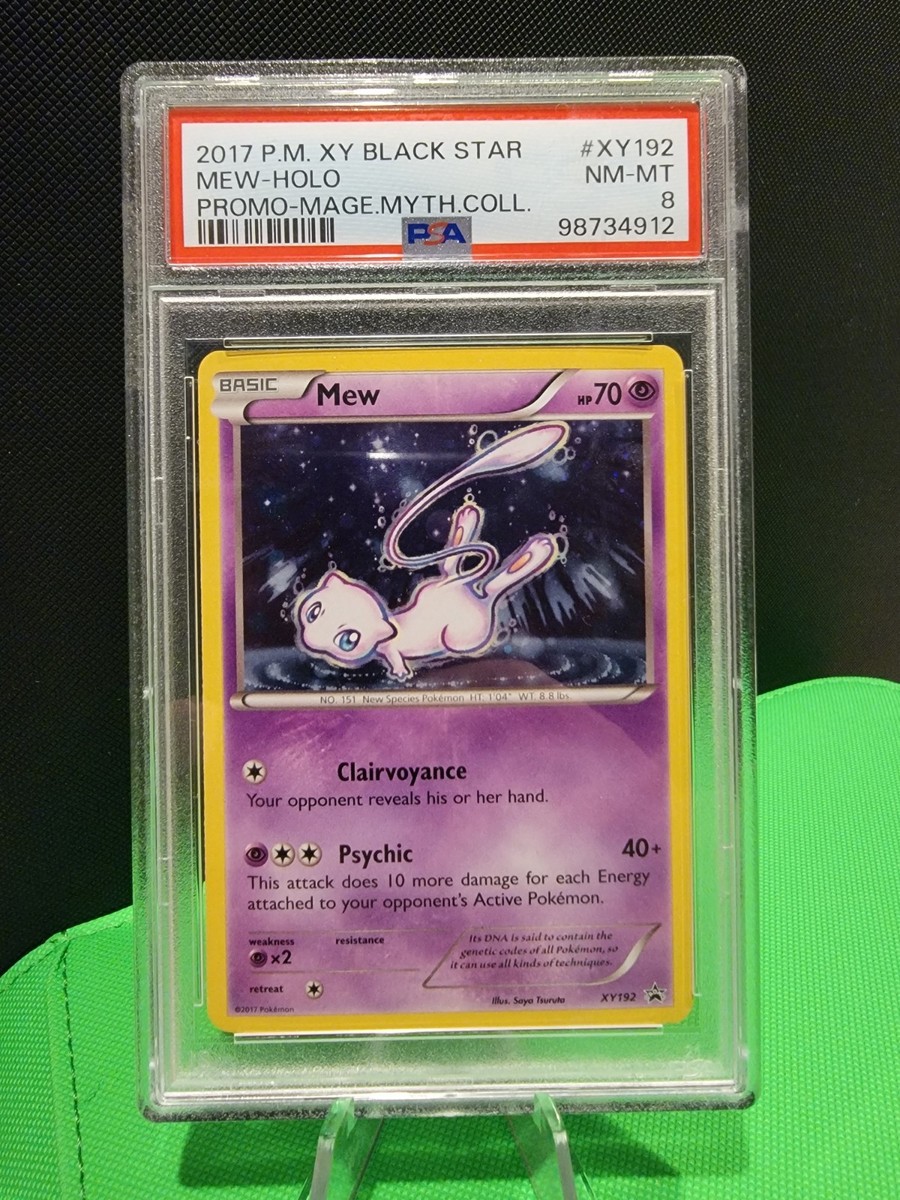 2017 P.M. XY BLACK STAR #XY192
MEW-HOLO NM-MT
PROMO-MAGE.MYTH.COLL. 8
PSA 98734912
BASIC Mew HP70
NO. 151 New Species Pokémon HT: 1'04" WT: 8.8 lbs.
Clairvoyance
Your opponent reveals his or her hand.
Psychic 40+
This attack does 10 more damage for each Energy
attached to your opponent's Active Pokémon.
weakness resistance
×2
Its DNA is said to contain the
genetic codes of all Pokémon, so
it can use all kinds of techniques.
retreat
Illus. Saya Tsuruta XY192
©2017 Pokémon